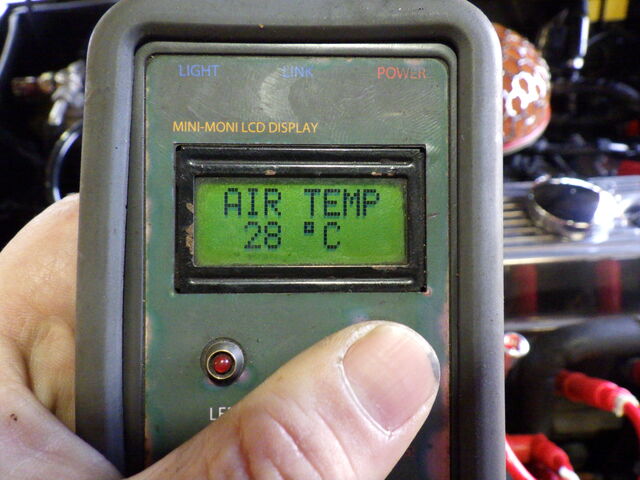 LIGHT LINK POWER
MINI-MONI LCD DISPLAY
AIR TEMP
28 °C